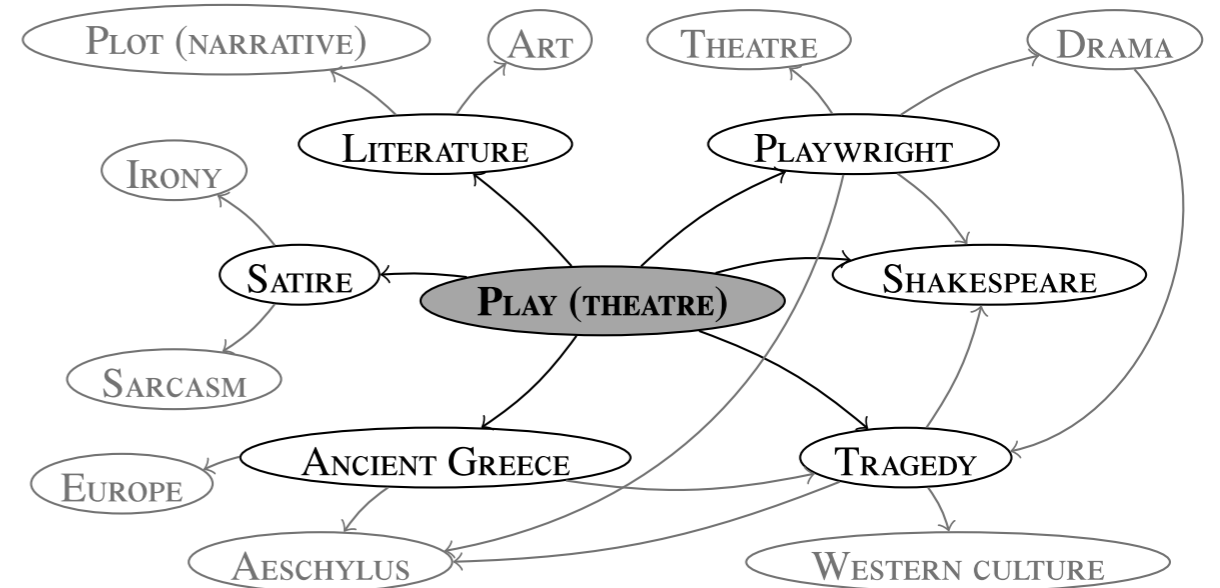 PLOT (NARRATIVE)
ART
THEATRE
DRAMA
LITERATURE
PLAYWRIGHT
IRONY
SATIRE
PLAY (THEATRE)
SHAKESPEARE
SARCASM
ANCIENT GREECE
TRAGEDY
EUROPE
AESCHYLUS
WESTERN CULTURE